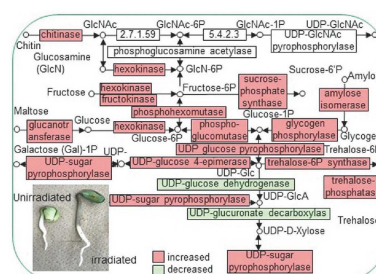 GlcNAc GlcNAc-6P GlcNAc-1P UDP-GlcNAc
chitinase 2.7.1.59 5.4.2.3 UDP-GlcNAc
pyrophosphorylase
Chitin
phosphoglucosamine acetylase
Glucosamine
(GlcN)
hexokinase GlcN-6P
Sucrose-6'P
hexokinase
Fructose Fructose-6P
fructokinase
sucrose-
phosphate
synthase
Amylo
amylose
isomerase
phosphohexomutase
Maltose
glucanotr
ansferase
Glucose
hexokinase
Glucose-6P
phospho-
glucomutase
Glucose-1P
glycogen
phosphorylase
Glycoge
Galactose (Gal)-1P
UDP glucose pyrophosphorylase
Trehalose-6P
UDP-sugar
pyrophosphorylase
UDP-
UDP-glucose 4-epimerase
trehalose-6P synthase
UDP-Glc
UDP-glucose dehydrogenase
trehalose-
phosphatas
Unirradiated
UDP-sugar pyrophosphorylase
UDP-GlcA
UDP-glucuronate decarboxylas
Trehalose
UDP-D-Xylose
irradiated
increased
decreased
UDP-sugar
pyrophosphorylase